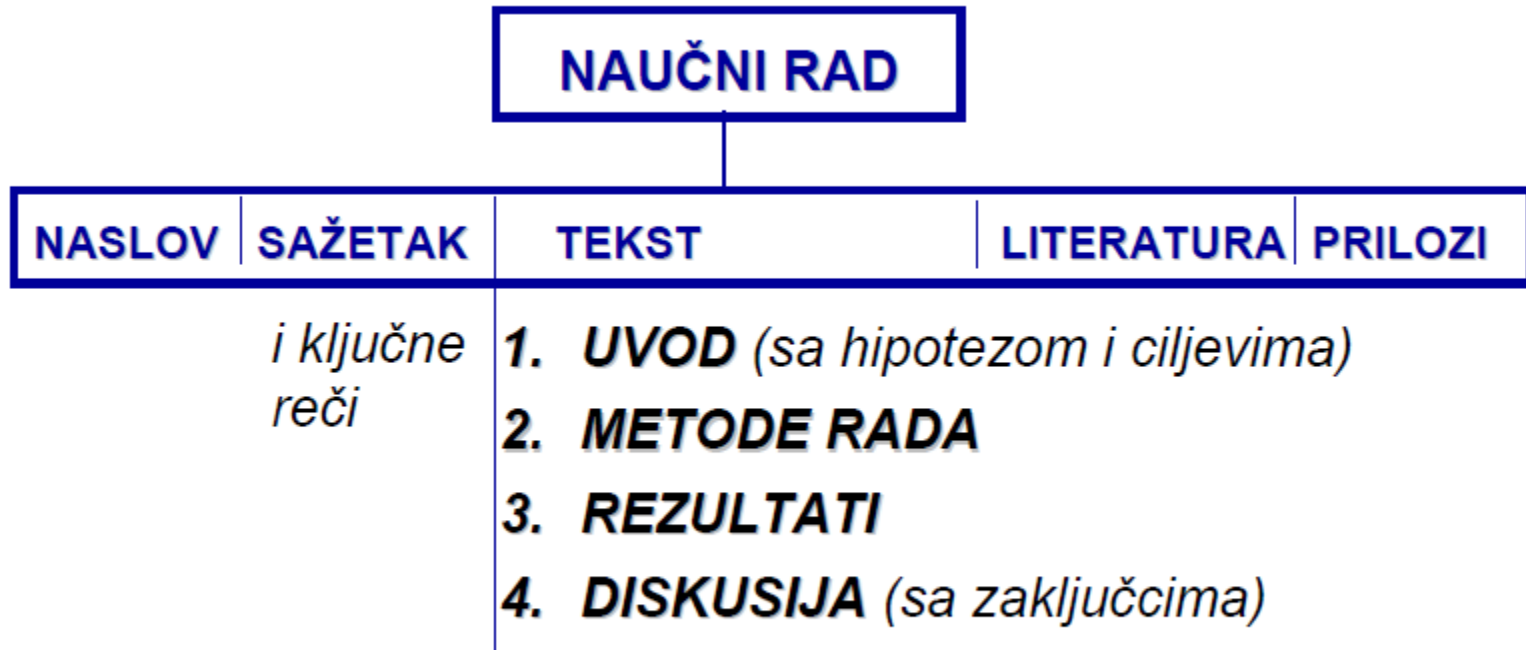 NAUČNI RAD
NASLOV SAŽETAK TEKST LITERATURA PRILOZI
i ključne
reči
1. UVOD (sa hipotezom i ciljevima)
2. METODE RADA
3. REZULTATI
4. DISKUSIJA (sa zaključcima)